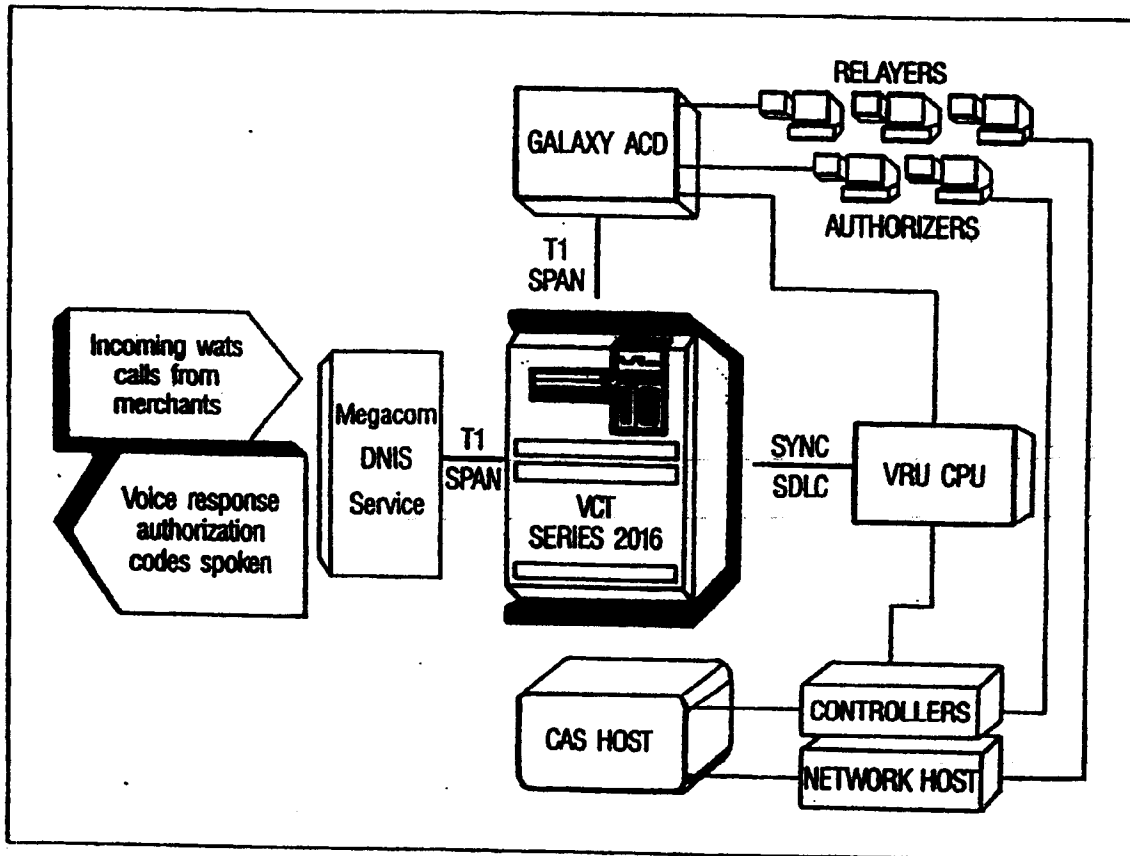 RELAYERS
GALAXY ACD
AUTHORIZERS
T1
SPAN
Incoming wats
calls from
merchants
Megacom
DNIS
Service
T1
SPAN
VCT
SERIES 2016
SYNC
SDLC
VRU CPU
Voice response
authorization
codes spoken
CAS HOST
CONTROLLERS
NETWORK HOST